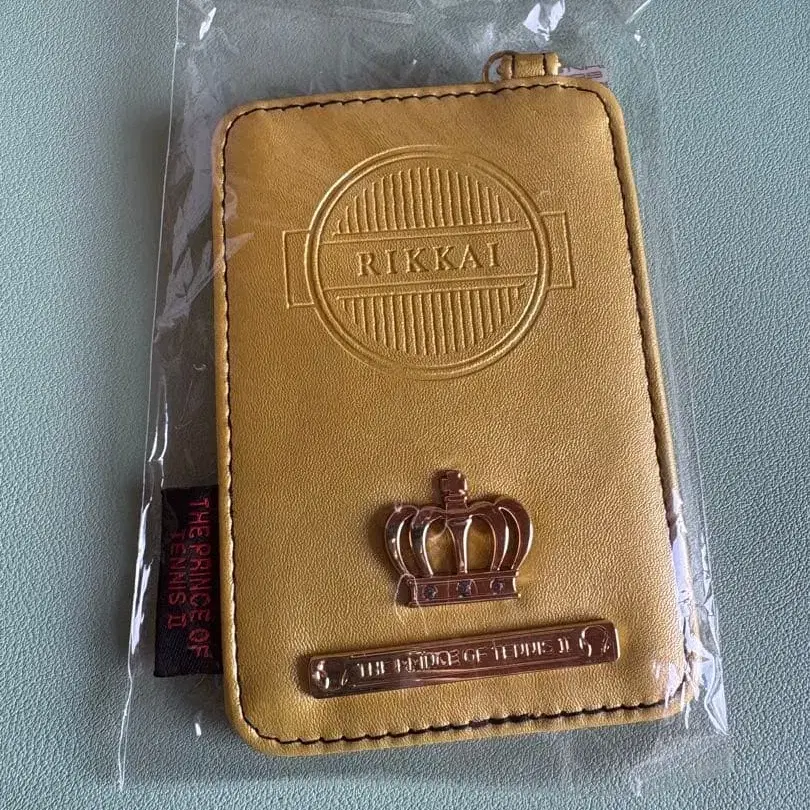 RIKKAI
THE PRINCE OF TENNIS II
THE PRINCE OF
TENNIS II